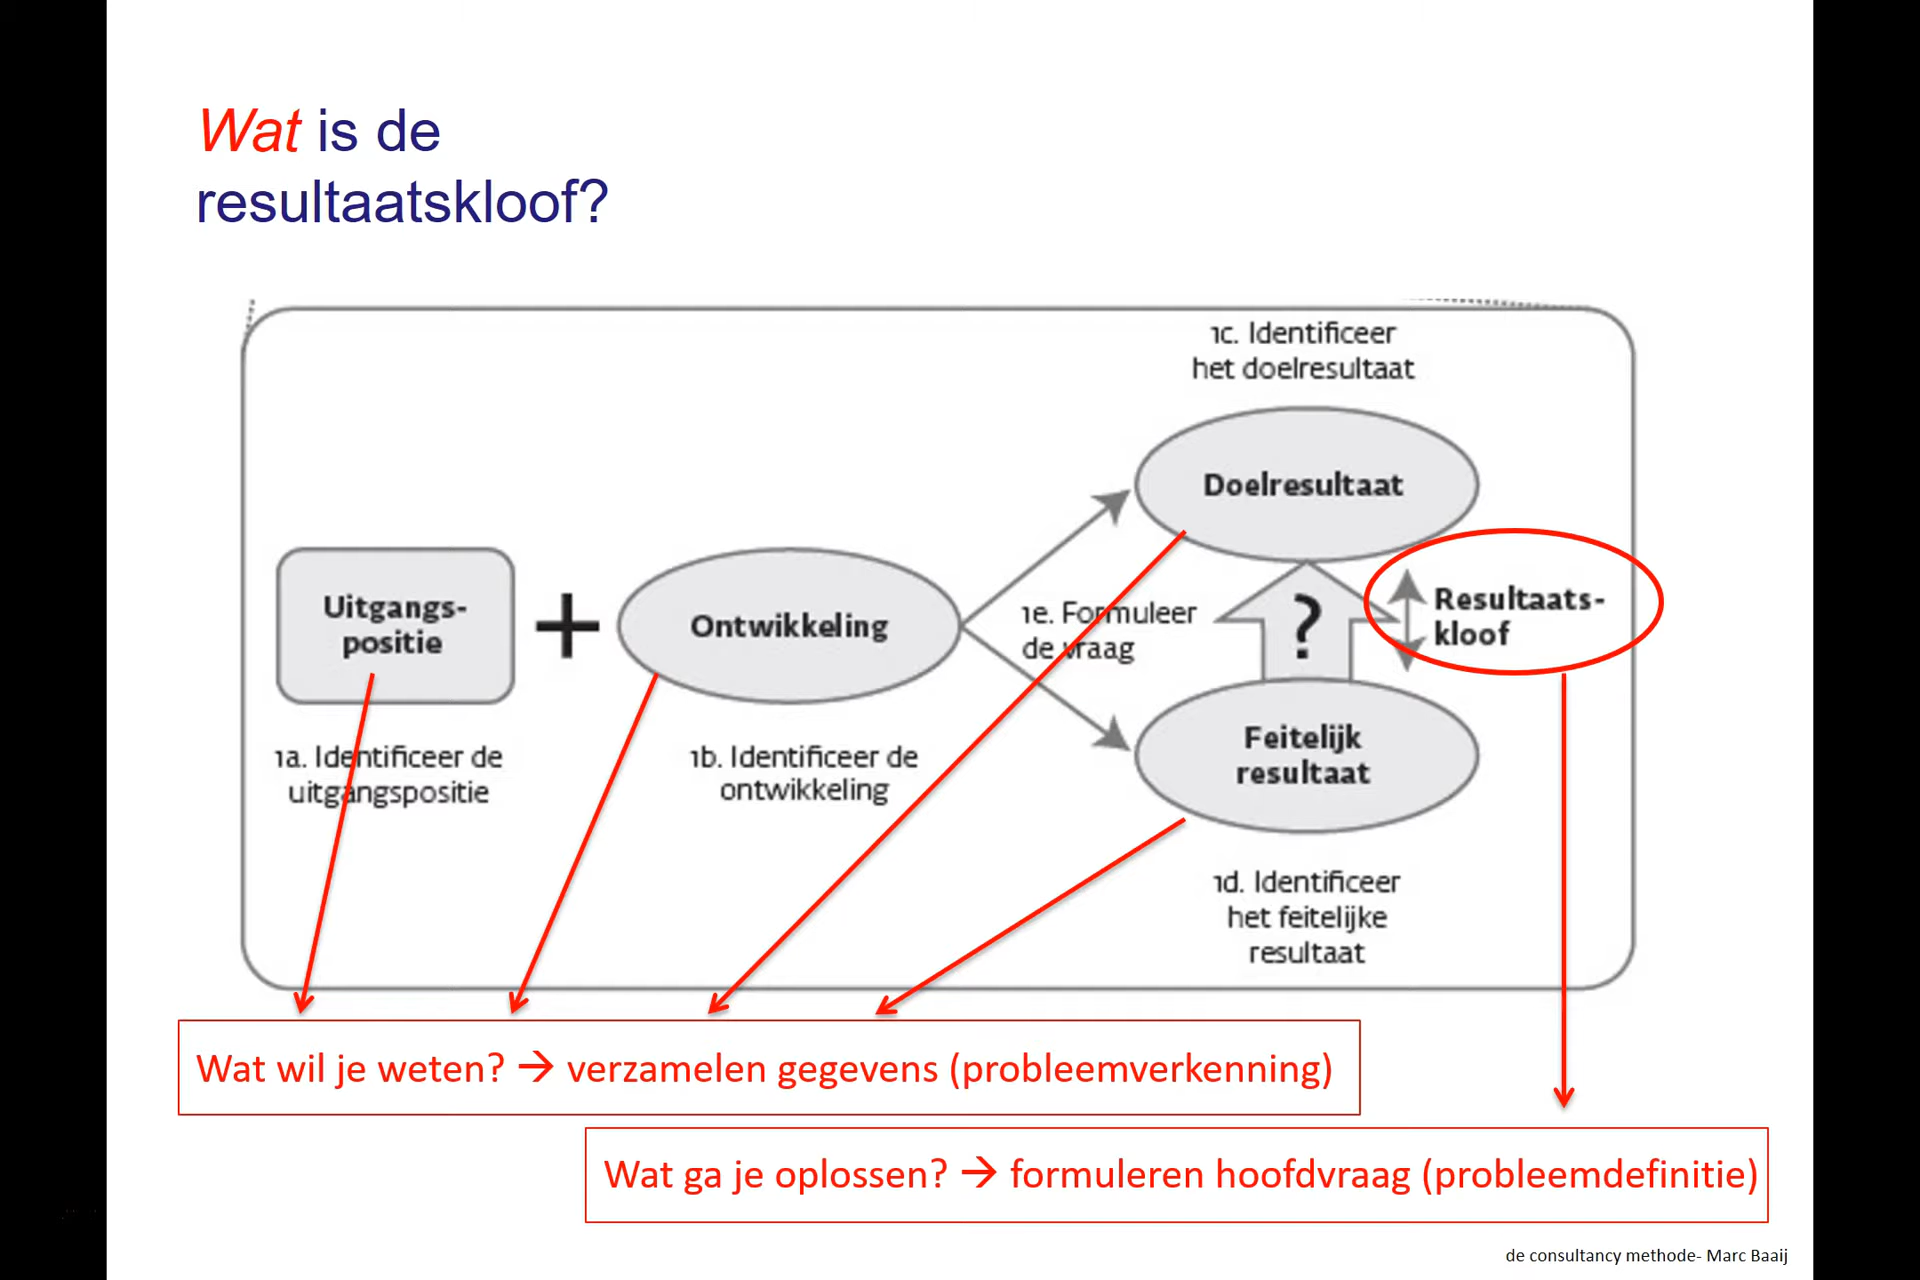 Wat is de
resultaatskloof?
1c. Identificeer
het doelresultaat
Doelresultaat
Uitgangs-
positie
+
Ontwikkeling
1e. Formuleer
de vraag
?
Resultaats-
kloof
Feitelijk
resultaat
1a. Identificeer de
uitgangspositie
1b. Identificeer de
ontwikkeling
1d. Identificeer
het feitelijke
resultaat
Wat wil je weten? → verzamelen gegevens (probleemverkenning)
Wat ga je oplossen? → formuleren hoofdvraag (probleemdefinitie)
de consultancy methode- Marc Baaij